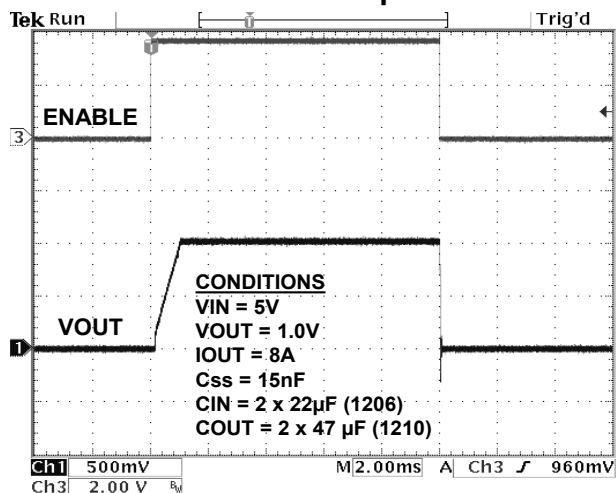 Tek Run Trig'd
T
T
ENABLE
3
CONDITIONS
VIN = 5V
VOUT VOUT = 1.0V
1 IOUT = 8A
Css = 15nF
CIN = 2 x 22µF (1206)
COUT = 2 x 47 µF (1210)
Ch1 500mV M 2.00ms A Ch3 960mV
Ch3 2.00 V BW